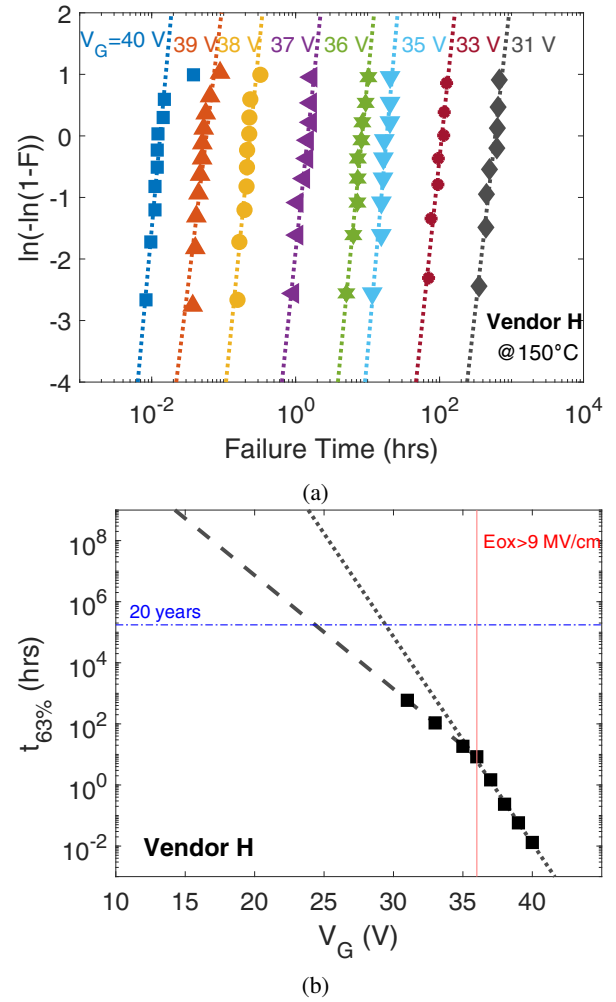 V_G=40 V 39 V 38 V 37 V 36 V 35 V 33 V 31 V
2
1
0
-1
-2
-3
-4
ln(-ln(1-F))
Vendor H
@150°C
10^-2 10^0 10^2 10^4
Failure Time (hrs)
(a)
10^8
10^6
10^4
10^2
10^0
10^-2
t_63% (hrs)
Eox>9 MV/cm
20 years
Vendor H
10 15 20 25 30 35 40
V_G (V)
(b)